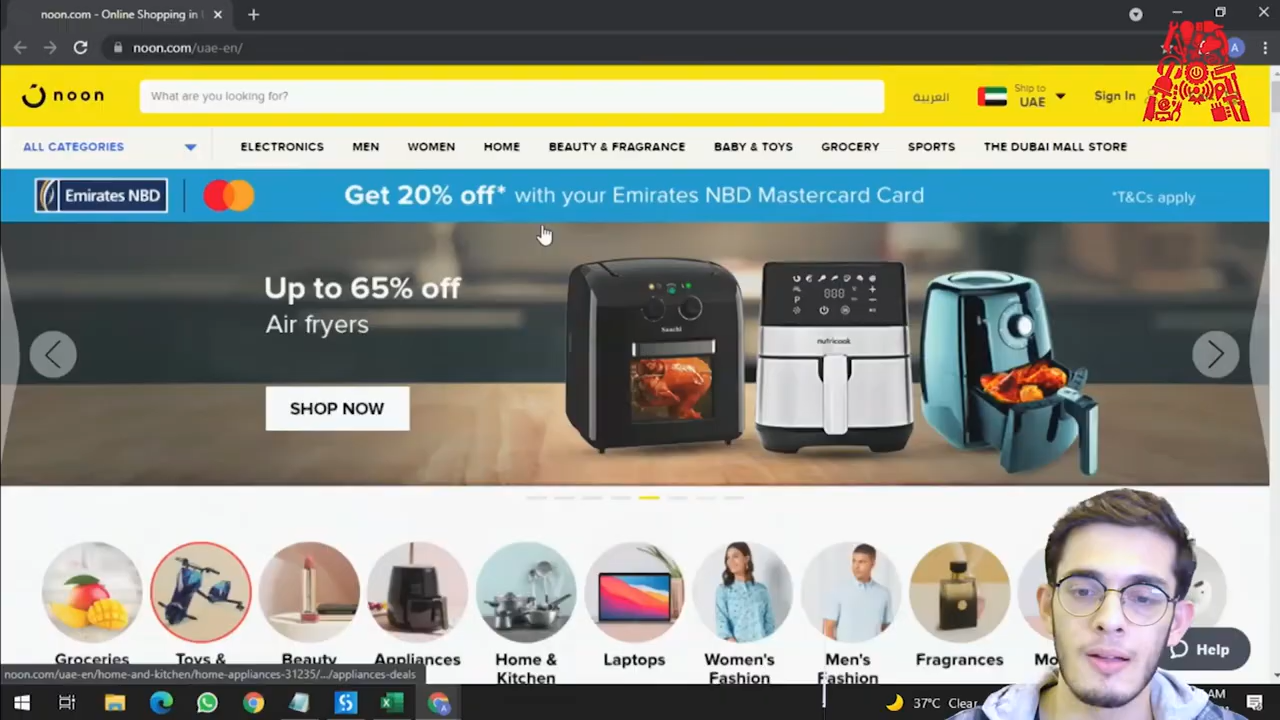 noon.com - Online Shopping in
noon.com/uae-en/
noon
What are you looking for?
العربية
Ship to
UAE
Sign In
ALL CATEGORIES
ELECTRONICS
MEN
WOMEN
HOME
BEAUTY & FRAGRANCE
BABY & TOYS
GROCERY
SPORTS
THE DUBAI MALL STORE
Emirates NBD
Get 20% off* with your Emirates NBD Mastercard Card
*T&Cs apply
Up to 65% off
Air fryers
SHOP NOW
nutricook
Groceries
Toys &
Beauty
Appliances
Home &
Kitchen
Laptops
Women's
Fashion
Men's
Fashion
Fragrances
Help
noon.com/uae-en/home-and-kitchen/home-appliances-31235/.../appliances-deals
37°C Clear